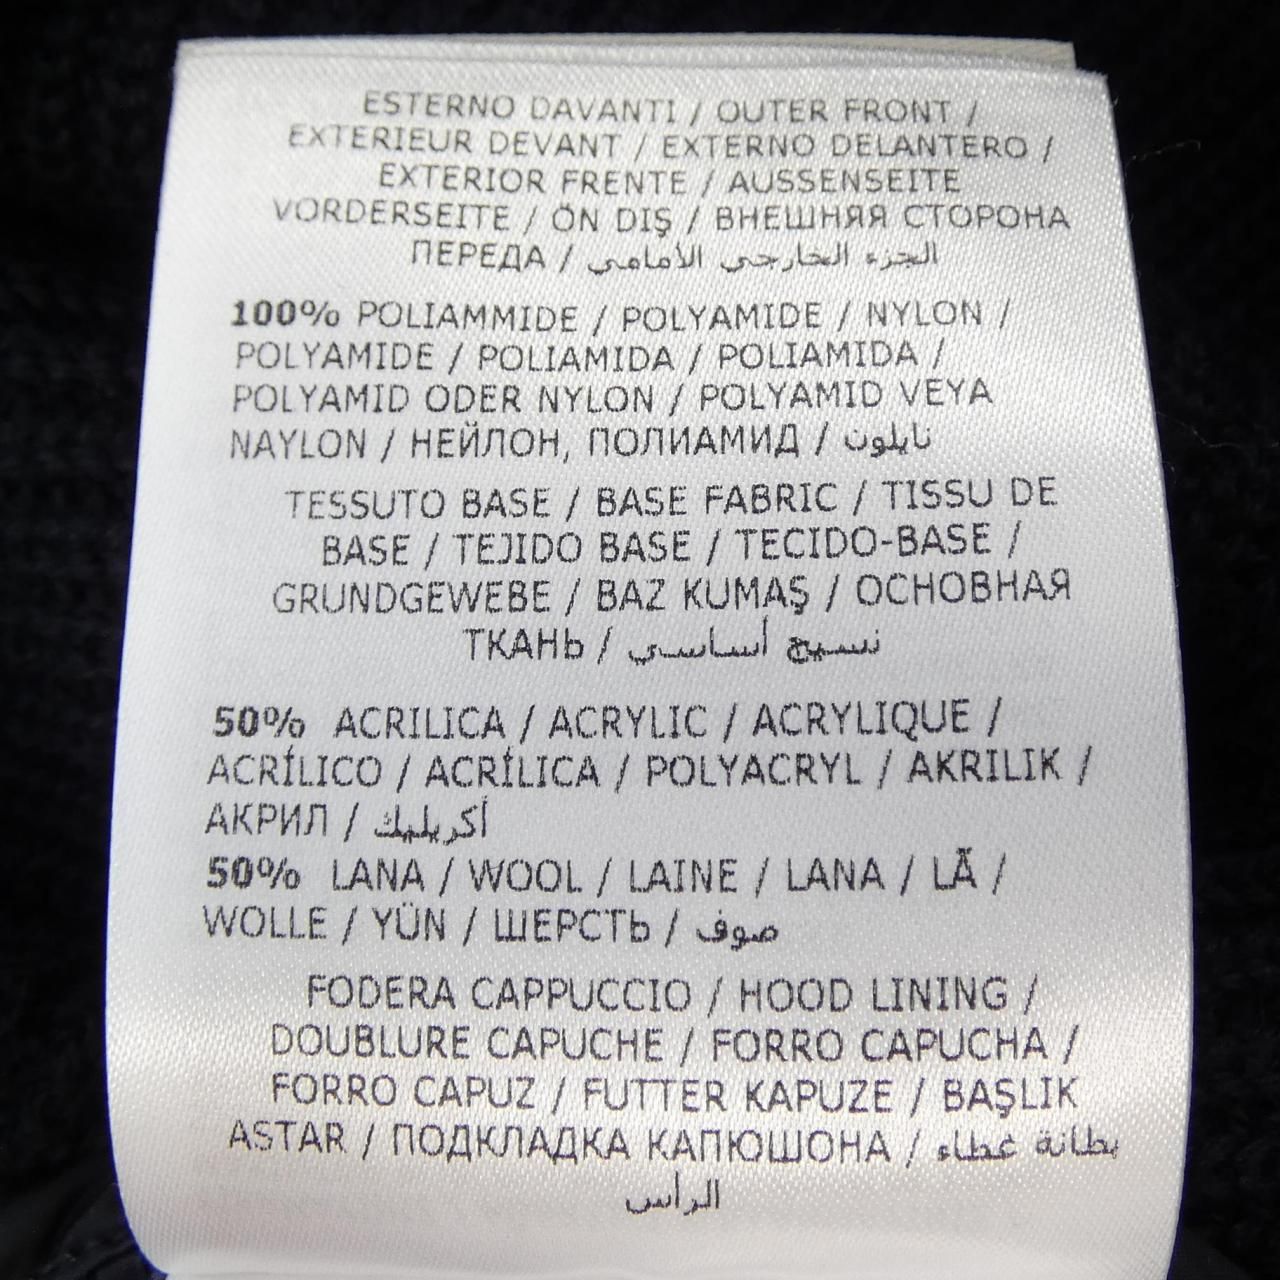 ESTERNO DAVANTI / OUTER FRONT /
EXTERIEUR DEVANT / EXTERNO DELANTERO /
EXTERIOR FRENTE / AUSSENSEITE
VORDERSEITE / ÖN DIŞ / ВНЕШНЯЯ СТОРОНА
ПЕРЕДА / الجزء الخارجي الأمامي
100% POLIAMMIDE / POLYAMIDE / NYLON /
POLYAMIDE / POLIAMIDA / POLIAMIDA /
POLYAMID ODER NYLON / POLYAMID VEYA
NAYLON / НЕЙЛОН, ПОЛИАМИД / نايلون
TESSUTO BASE / BASE FABRIC / TISSU DE
BASE / TEJIDO BASE / TECIDO-BASE /
GRUNDGEWEBE / BAZ KUMAŞ / ОСНОВНАЯ
ТКАНЬ / نسيج أساسي
50% ACRILICA / ACRYLIC / ACRYLIQUE /
ACRÍLICO / ACRÍLICA / POLYACRYL / AKRILIK /
АКРИЛ / أكريليك
50% LANA / WOOL / LAINE / LANA / LÃ /
WOLLE / YÜN / ШЕРСТЬ / صوف
FODERA CAPPUCCIO / HOOD LINING /
DOUBLURE CAPUCHE / FORRO CAPUCHA /
FORRO CAPUZ / FUTTER KAPUZE / BAŞLIK
ASTAR / ПОДКЛАДКА КАПЮШОНА / بطانة غطاء
الرأس